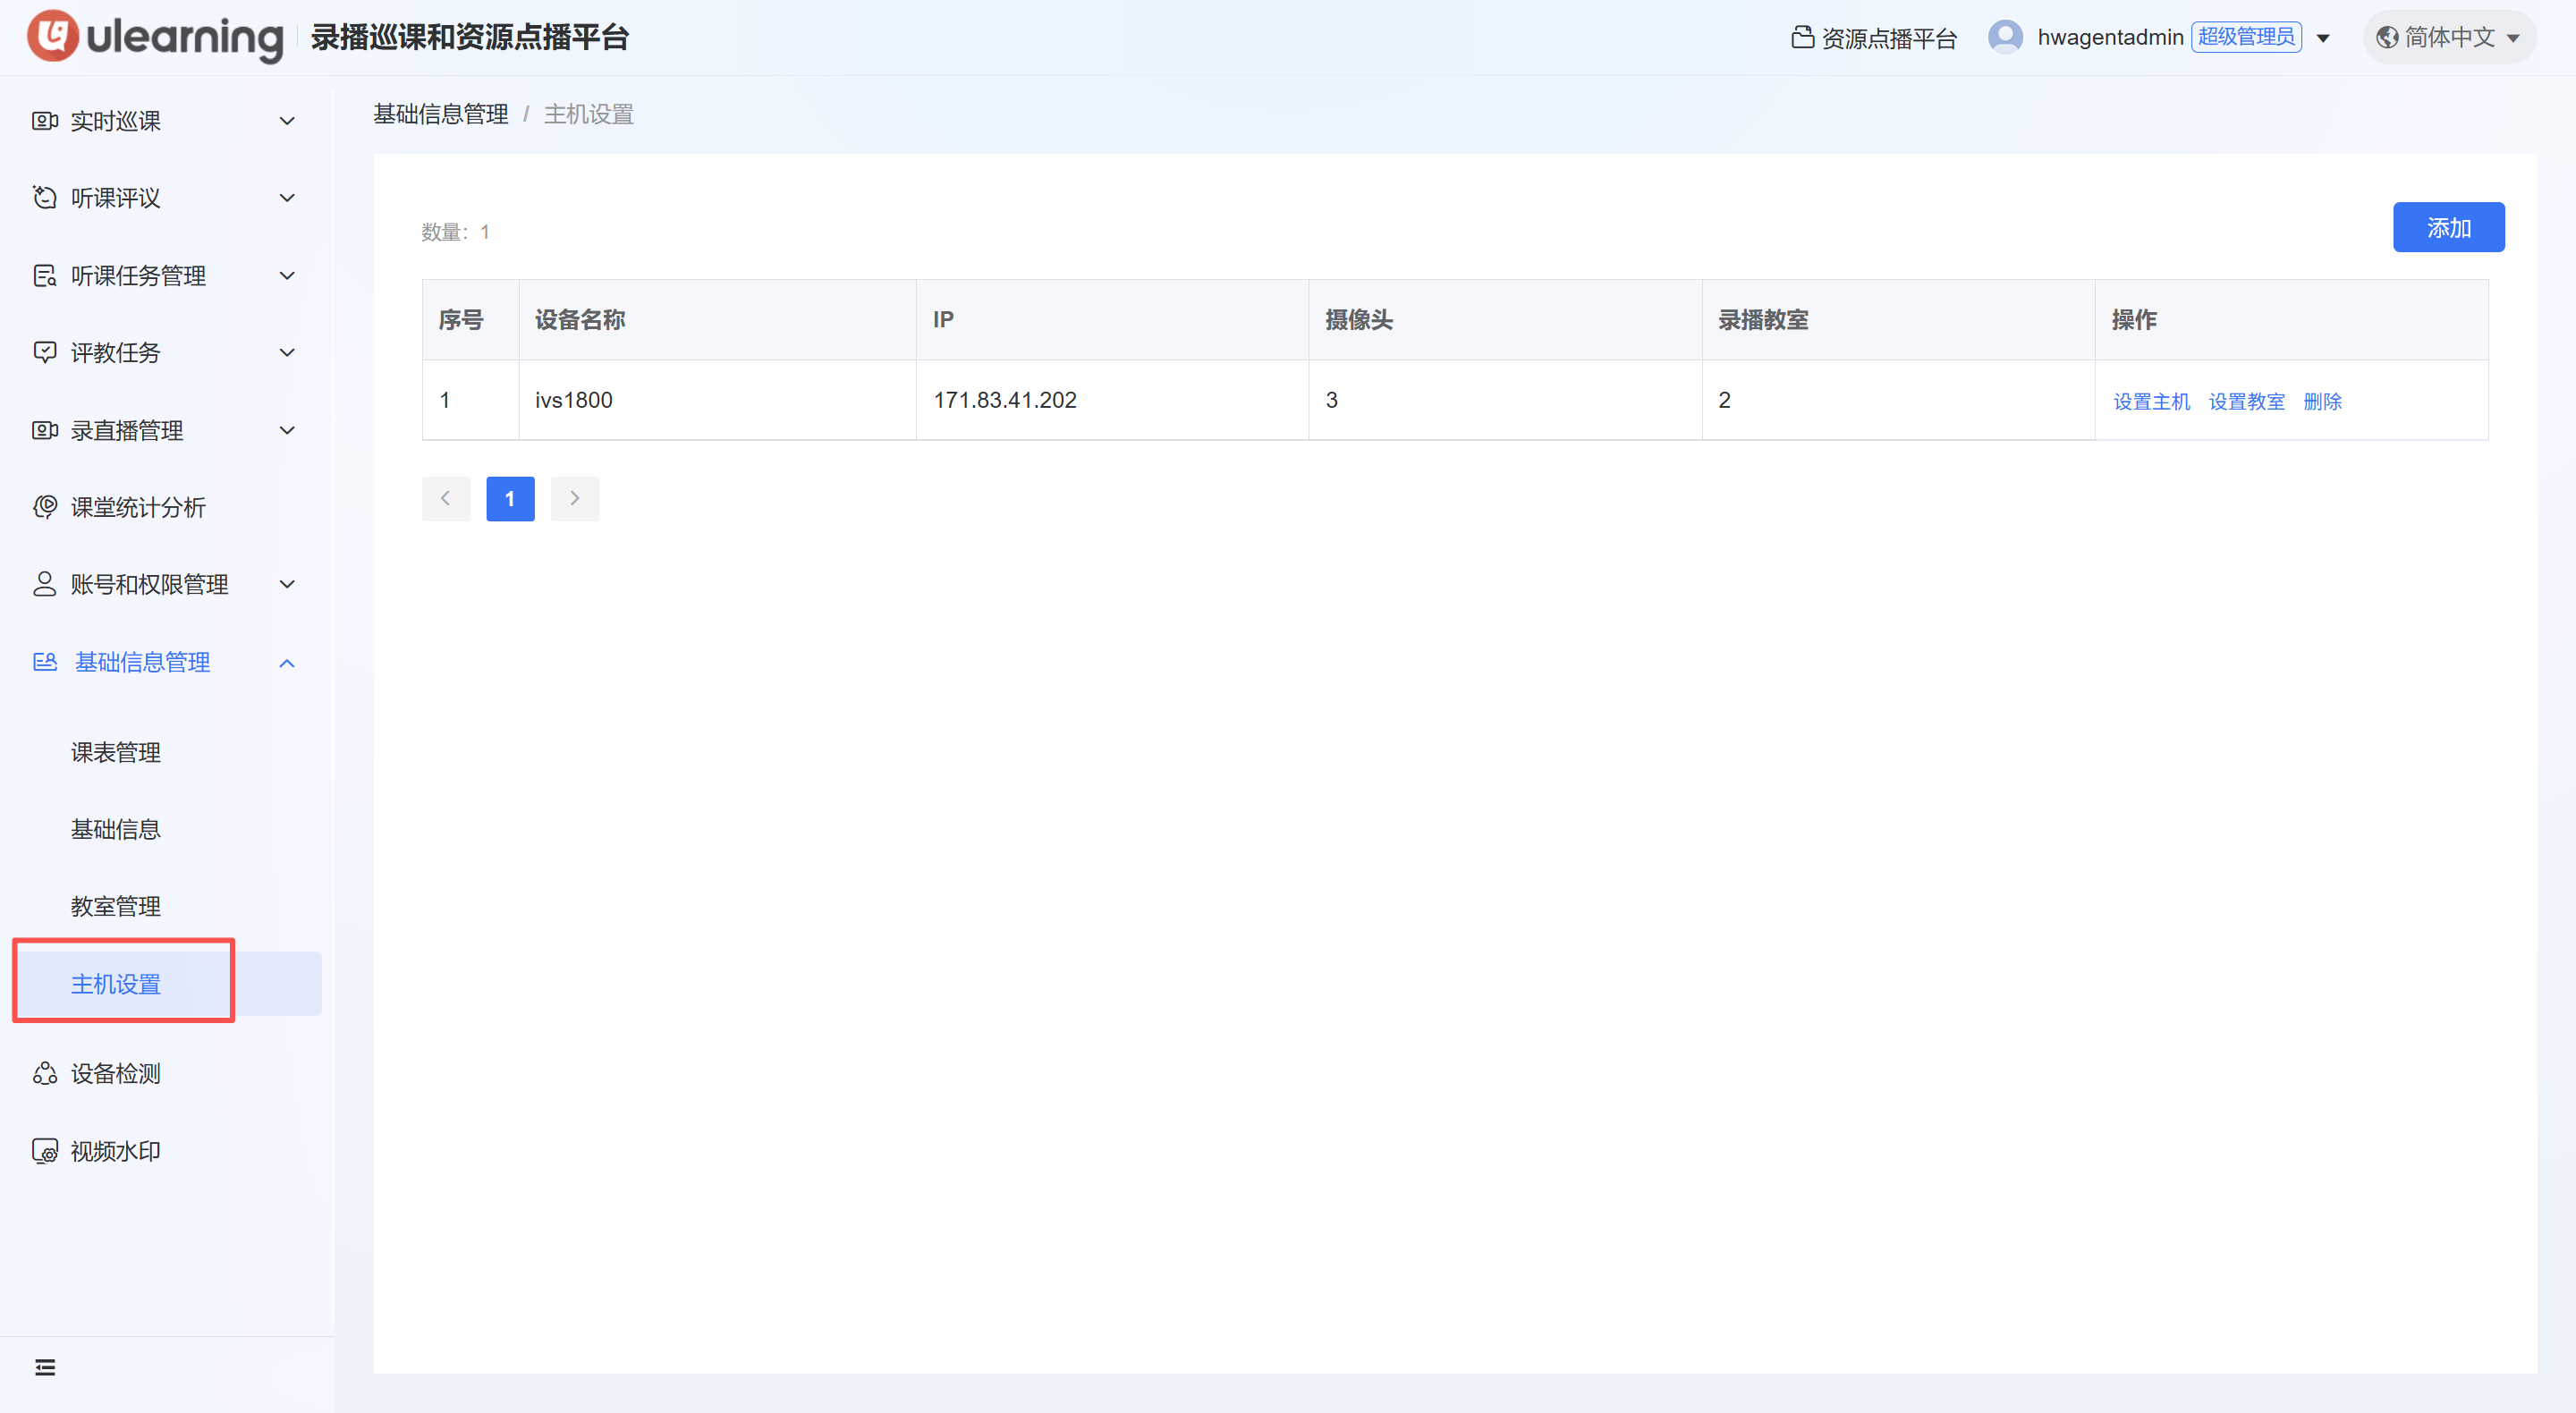 ulearning 录播巡课和资源点播平台 资源点播平台 hwagentadmin 超级管理员 简体中文
实时巡课
听课评议
听课任务管理
评教任务
录直播管理
课堂统计分析
账号和权限管理
基础信息管理
课表管理
基础信息
教室管理
主机设置
设备检测
视频水印
基础信息管理 / 主机设置
数量：1
添加
序号 设备名称 IP 摄像头 录播教室 操作
1 ivs1800 171.83.41.202 3 2 设置主机 设置教室 删除
1